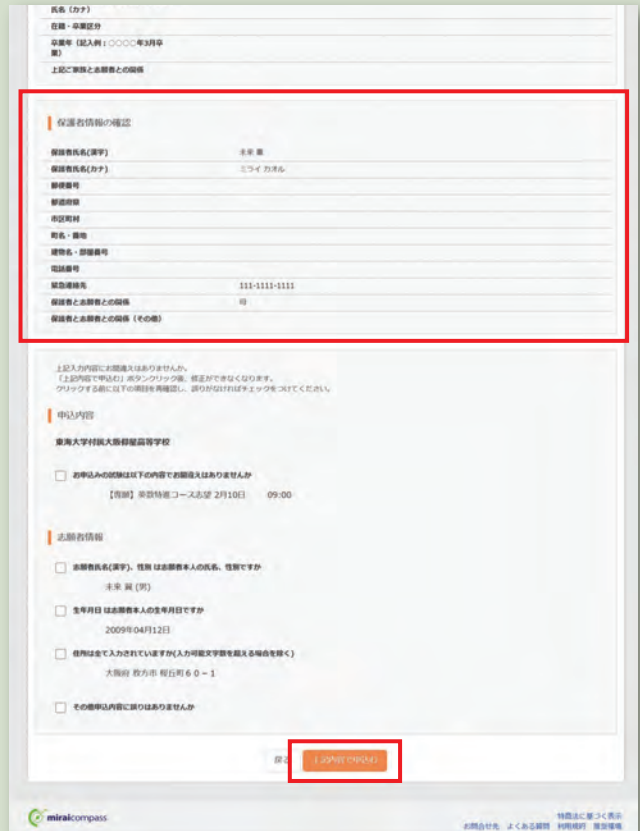 氏名（カナ）
在籍・卒業区分
卒業年（記入例：○○○○年3月卒
業）
上記ご家族と志願者との関係
保護者情報の確認
保護者氏名(漢字) 未来 薫
保護者氏名(カナ) ミライ カオル
郵便番号
都道府県
市区町村
町名・番地
建物名・部屋番号
電話番号
緊急連絡先 111-1111-1111
保護者と志願者との関係 母
保護者と志願者との関係（その他）
上記入力内容にお間違えはありませんか。
「上記内容で申込む」ボタンクリック後、修正ができなくなります。
クリックする前に以下の項目を再確認し、誤りがなければチェックをつけてください。
申込内容
東海大学付属大阪仰星高等学校
お申込みの試験は以下の内容でお間違えはありませんか
【専願】英数特進コース志望 2月10日 09:00
志願者情報
志願者氏名(漢字)、性別 は志願者本人の氏名、性別ですか
未来 翼 (男)
生年月日 は志願者本人の生年月日ですか
2009年04月12日
住所は全て入力されていますか(入力可能文字数を超える場合を除く)
大阪府 枚方市 桜丘町６０－１
その他申込内容に誤りはありませんか
戻る 上記内容で申込む
miraicompass
特商法に基づく表示
お問合せ先 よくある質問 利用規約 推奨環境